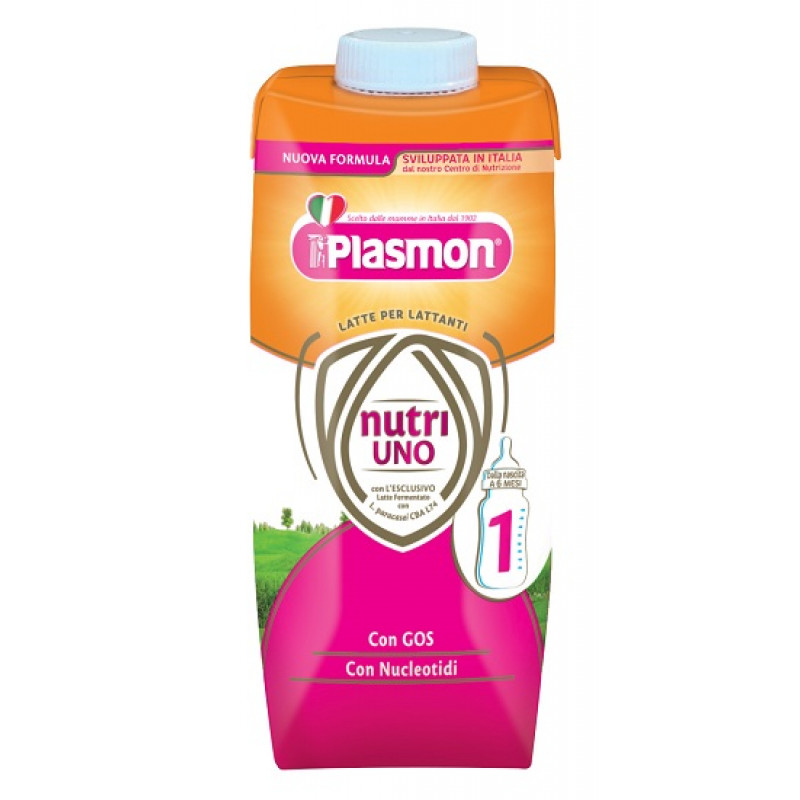 NUOVA FORMULA
SVILUPPATA IN ITALIA
dal nostro Centro di Nutrizione
Scelto dalle mamme in Italia dal 1902
Plasmon®
LATTE PER LATTANTI
nutri
UNO
con L'ESCLUSIVO
Latte Fermentato
con
L. paracasei CBA L74
Dalla nascita
A 6 MESI
1
Con GOS
Con Nucleotidi